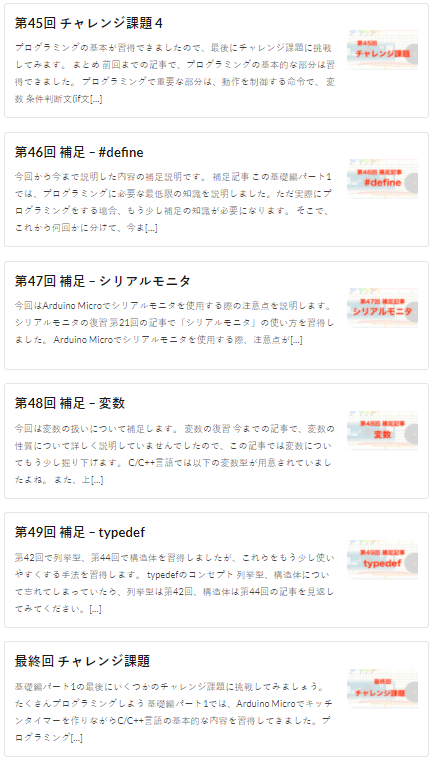 第45回 チャレンジ課題４
プログラミングの基本が習得できましたので、最後にチャレンジ課題に挑戦
してみます。 まとめ 前回までの記事で、プログラミングの基本的な部分は習
得できました。 プログラミングで重要な部分は、動作を制御する命令で、 変
数 条件判断文(if文[...]
第45回
チャレンジ課題
第46回 補足 – #define
今回から今まで説明した内容の補足説明です。 補足記事 この基礎編パート1
では、プログラミングに必要な最低限の知識を説明しました。ただ実際にプ
ログラミングをする場合、もう少し補足の知識が必要になります。 そこで、
これから何回かに分けて、今ま[...]
第46回 補足記事
#define
第47回 補足 – シリアルモニタ
今回はArduino Microでシリアルモニタを使用する際の注意点を説明します。
シリアルモニタの復習 第21回の記事で「シリアルモニタ」の使い方を習得し
ました。 Arduino Microでシリアルモニタを使用する際、注意点が[...]
第47回 補足記事
シリアルモニタ
第48回 補足 – 変数
今回は変数の扱いについて補足します。 変数の復習 今までの記事で、変数の
性質について詳しく説明していませんでしたので、この記事では変数につい
てもう少し掘り下げます。 C/C++言語では以下の変数型が用意されていまし
たよね。 また、上[...]
第48回 補足記事
変数
第49回 補足 – typedef
第42回で列挙型、第44回で構造体を習得しましたが、これらをもう少し使い
やすくする手法を習得します。 typedefのコンセプト 列挙型、構造体につい
て忘れてしまっていたら、列挙型は第42回、構造体は第44回の記事を見返し
てみてください。[...]
第49回 補足記事
typedef
最終回 チャレンジ課題
基礎編パート1の最後にいくつかのチャレンジ課題に挑戦してみましょう。
たくさんプログラミングしよう 基礎編パート1では、Arduino Microでキッチ
ンタイマーを作りながらC/C++言語の基本的な内容を習得してきました。プ
ログラミング[...]
最終回
チャレンジ課題